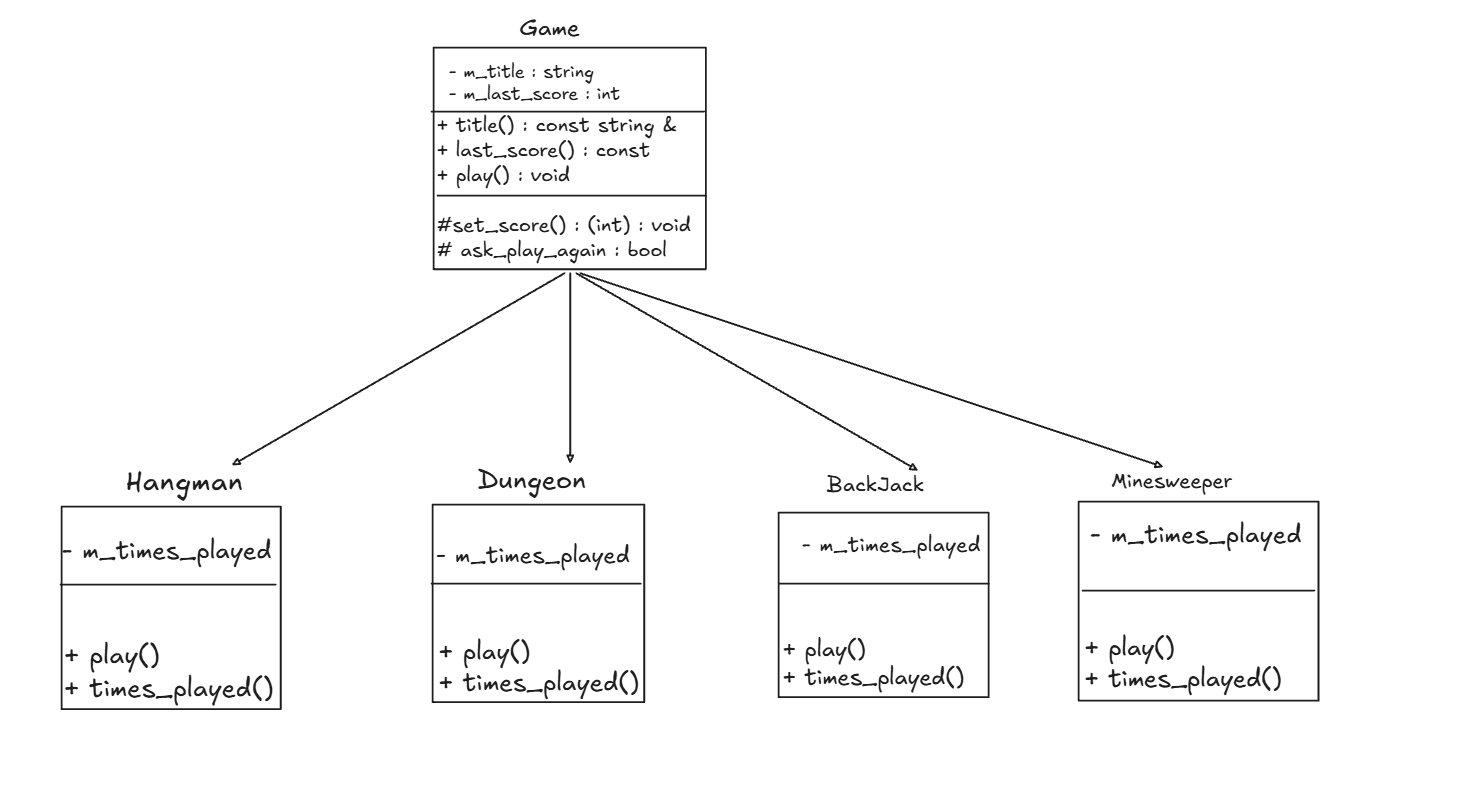 Game
- m_title : string
- m_last_score : int
+ title() : const string &
+ last_score() : const
+ play() : void
#set_score() : (int) : void
# ask_play_again : bool
Hangman
- m_times_played
+ play()
+ times_played()
Dungeon
- m_times_played
+ play()
+ times_played()
BackJack
- m_times_played
+ play()
+ times_played()
Minesweeper
- m_times_played
+ play()
+ times_played()